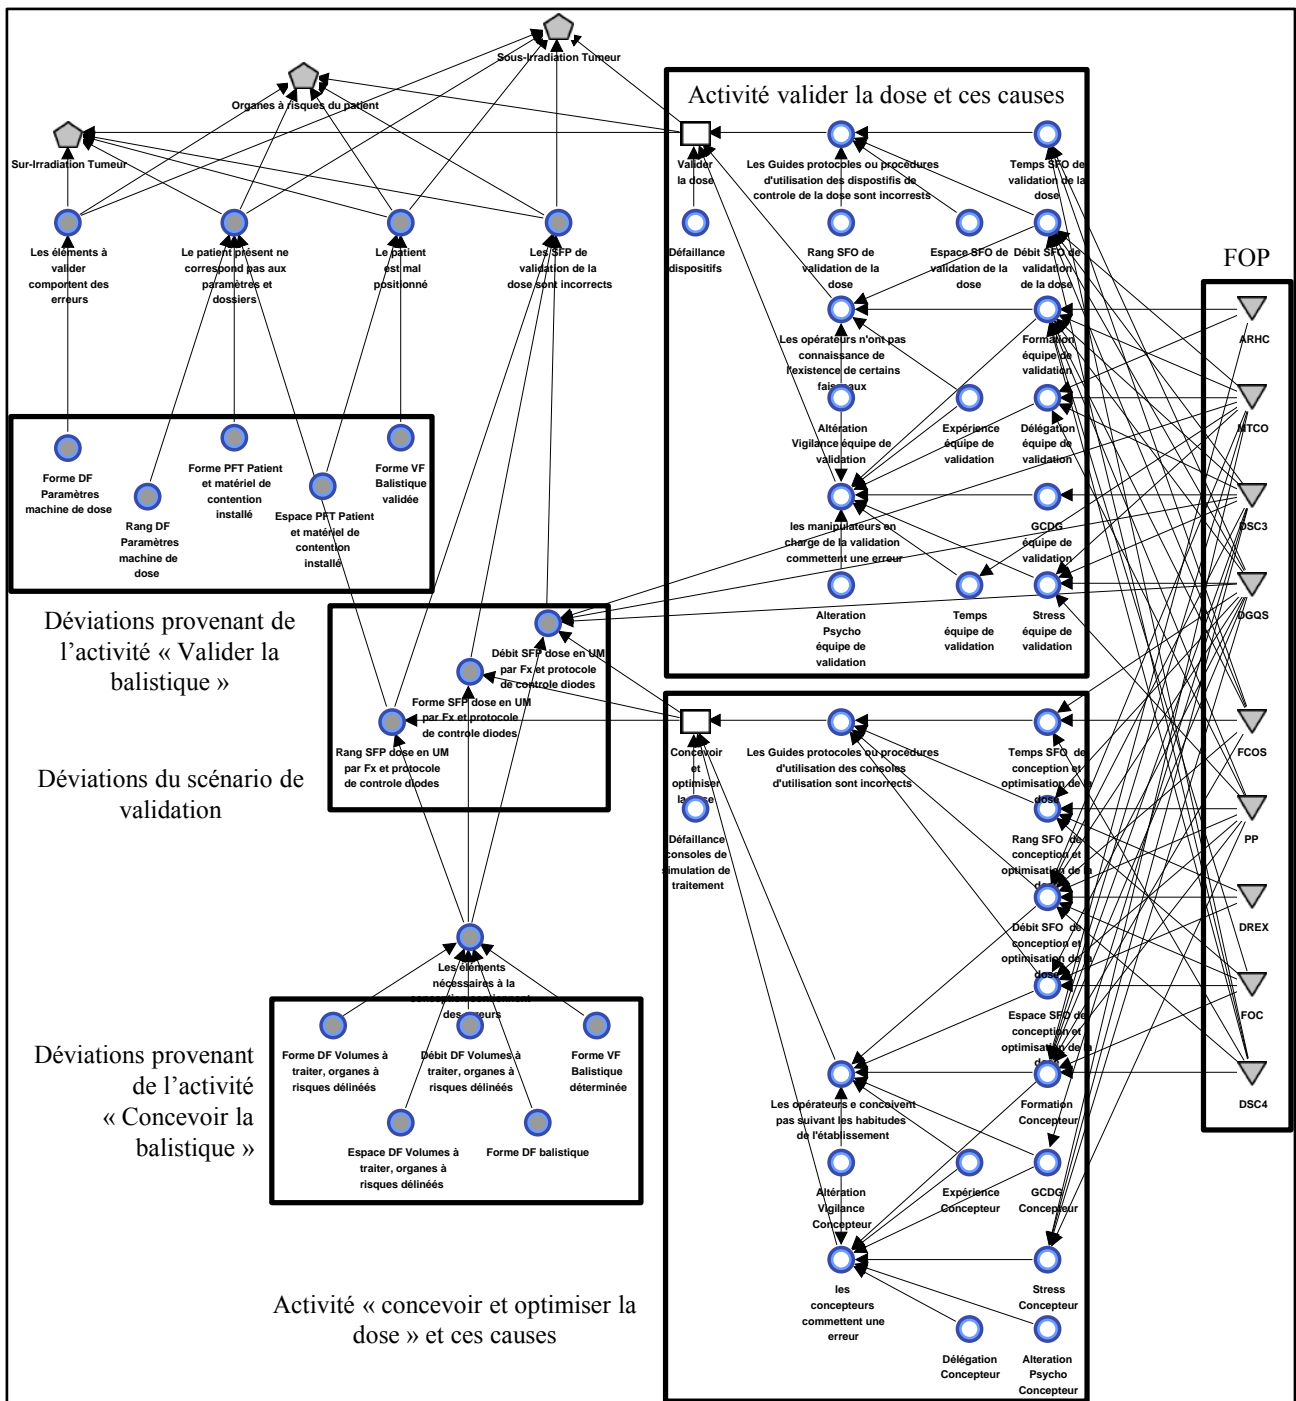 Sous-Irradiation Tumeur
Organes à risques du patient
Sur-Irradiation Tumeur
Les éléments à
valider
comportent des
erreurs
Le patient présent ne
correspond pas aux
paramètres et
dossiers
Le patient
est mal
positionné
Les SFP de
validation de la
dose sont incorrects
Activité valider la dose et ces causes
Valider
la dose
Les Guides protocoles ou procédures
d'utilisation des dispostifis de
controle de la dose sont incorrests
Temps SFO de
validation de la
dose
Défaillance
dispositifs
Rang SFO de
validation de la
dose
Espace SFO de
validation de la
dose
Débit SFO de
validation
de la dose
Les opérateurs n'ont pas
connaissance de
l'existence de certains
faisceaux
Formation
équipe de
validation
Altération
Vigilance équipe de
validation
Expérience
équipe de
validation
Délégation
équipe de
validation
les manipulateurs en
charge de la validation
commettent une erreur
GCDG
équipe de
validation
Alteration
Psycho
équipe de
validation
Temps
équipe de
validation
Stress
équipe de
validation
FOP
ARHC
MTCO
DSC3
DGQS
FCOS
PP
DREX
FOC
DSC4
Forme DF
Paramètres
machine de dose
Rang DF
Paramètres
machine de
dose
Forme PFT Patient
et matériel de
contention
installé
Espace PFT Patient
et matériel de
contention
installé
Forme VF
Balistique
validée
Déviations provenant de
l’activité « Valider la
balistique »
Débit SFP dose en UM
par Fx et protocole
de controle diodes
Forme SFP dose en UM
par Fx et protocole
de controle diodes
Rang SFP dose en UM
par Fx et protocole
de controle diodes
Déviations du scénario de
validation
Concevoir
et
optimiser
la dose
Les Guides protocoles ou procédures
d'utilisation des consoles
d'utilisation sont incorrects
Temps SFO de
conception et
optimisation de la
dose
Défaillance
consoles de
simulation de
traitement
Rang SFO de
conception et
optimisation de la
dose
Débit SFO de
conception et
optimisation de la
dose
Espace SFO de
conception et
optimisation de la
dose
Les éléments
nécessaires à la
conception contiennent
des erreurs
Forme DF Volumes à
traiter, organes à
risques délinéés
Débit DF Volumes à
traiter, organes à
risques délinéés
Forme VF
Balistique
déterminée
Espace DF Volumes à
traiter, organes à
risques délinéés
Forme DF balistique
Déviations provenant
de l’activité
« Concevoir la
balistique »
Les opérateurs e concoivent
pas suivant les habitudes
de l'établissement
Formation
Concepteur
Altération
Vigilance
Concepteur
Expérience
Concepteur
GCDG
Concepteur
les
concepteurs
commettent une
erreur
Stress
Concepteur
Délégation
Concepteur
Alteration
Psycho
Concepteur
Activité « concevoir et optimiser la
dose » et ces causes